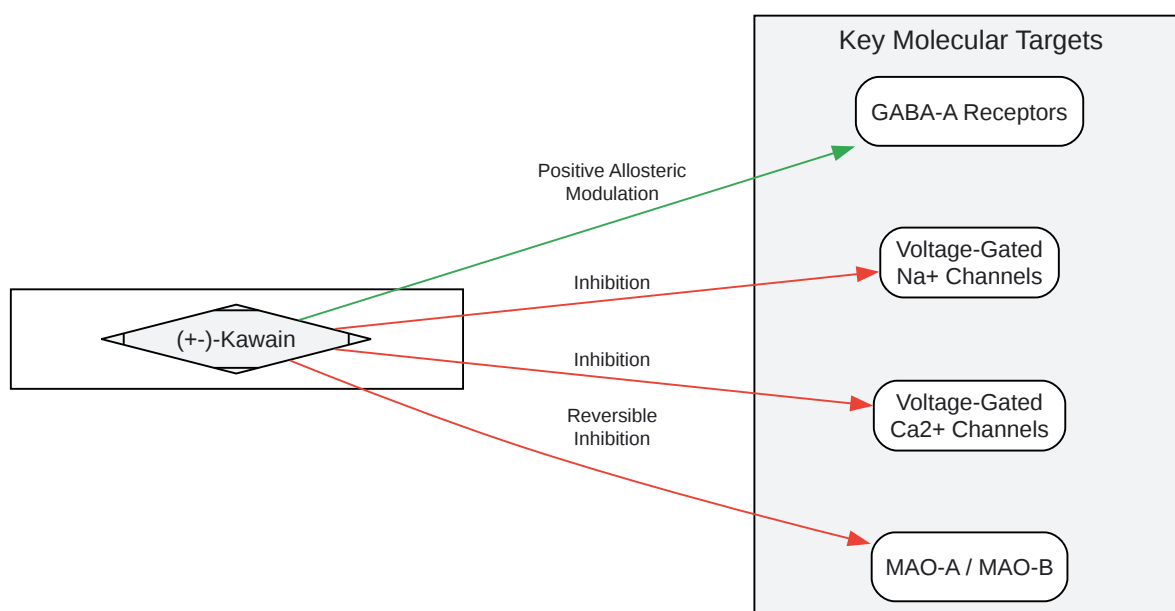 Key Molecular Targets
GABA-A Receptors
Positive Allosteric
Modulation
Voltage-Gated
Na+ Channels
Inhibition
(+-)-Kawain
Inhibition
Voltage-Gated
Ca2+ Channels
Reversible
Inhibition
MAO-A / MAO-B